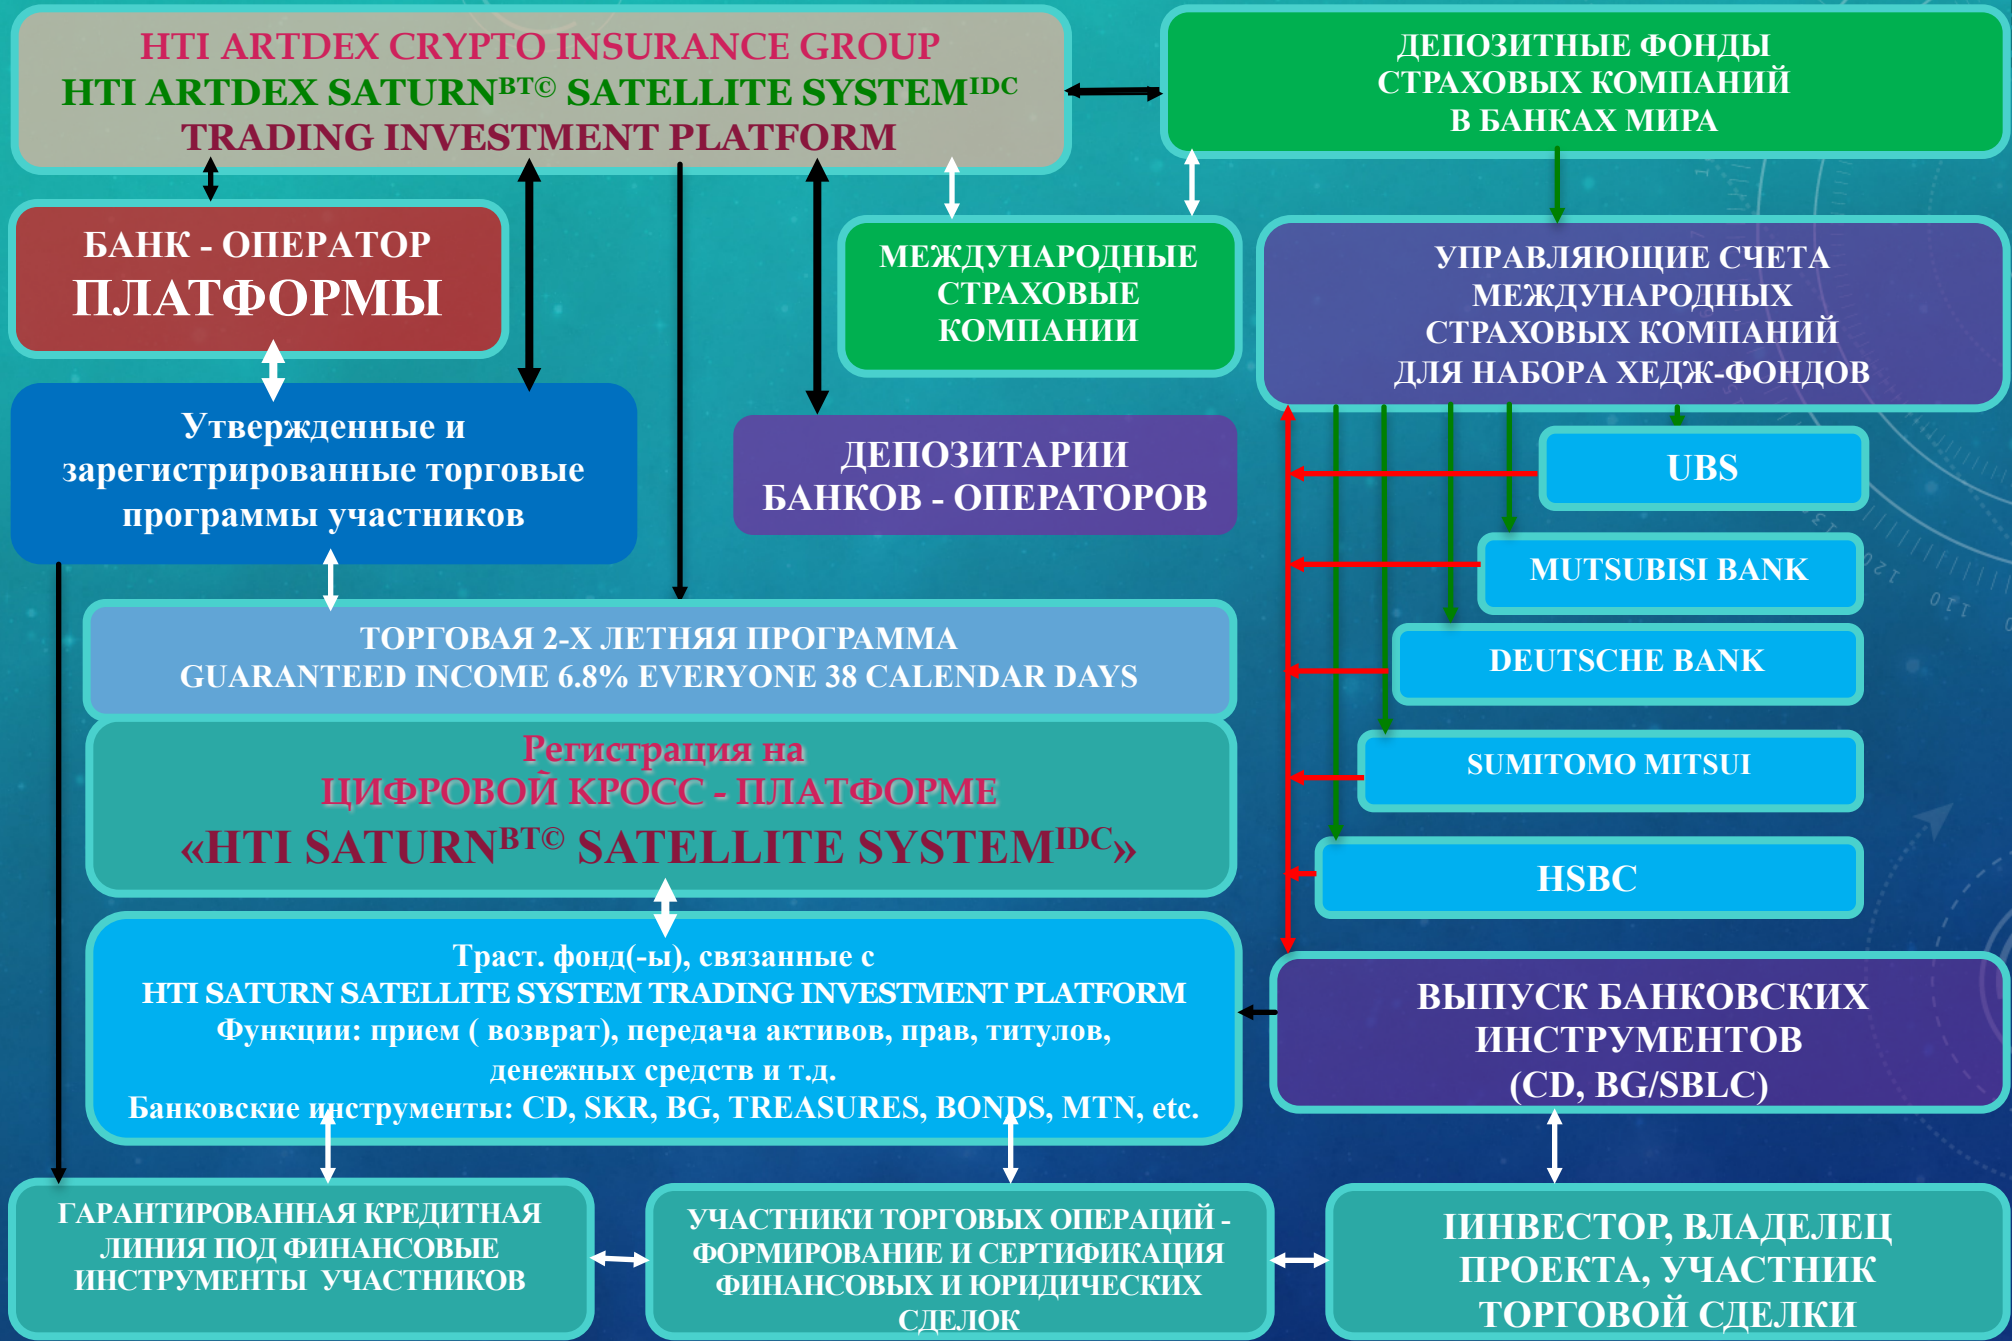 HTI ARTDEX CRYPTO INSURANCE GROUP
HTI ARTDEX SATURNᴮᵀ© SATELLITE SYSTEMᴵᴰC
TRADING INVESTMENT PLATFORM
ДЕПОЗИТНЫЕ ФОНДЫ
СТРАХОВЫХ КОМПАНИЙ
В БАНКАХ МИРА
БАНК - ОПЕРАТОР
ПЛАТФОРМЫ
МЕЖДУНАРОДНЫЕ
СТРАХОВЫЕ
КОМПАНИИ
УПРАВЛЯЮЩИЕ СЧЕТА
МЕЖДУНАРОДНЫХ
СТРАХОВЫХ КОМПАНИЙ
ДЛЯ НАБОРА ХЕДЖ-ФОНДОВ
Утвержденные и
зарегистрированные торговые
программы участников
ДЕПОЗИТАРИИ
БАНКОВ - ОПЕРАТОРОВ
UBS
MUTSUBISI BANK
DEUTSCHE BANK
SUMITOMO MITSUI
HSBC
ТОРГОВАЯ 2-Х ЛЕТНЯЯ ПРОГРАММА
GUARANTEED INCOME 6.8% EVERYONE 38 CALENDAR DAYS
Регистрация на
ЦИФРОВОЙ КРОСС - ПЛАТФОРМЕ
«HTI SATURNᴮᵀ© SATELLITE SYSTEMᴵᴰC»
Траст. фонд(-ы), связанные с
HTI SATURN SATELLITE SYSTEM TRADING INVESTMENT PLATFORM
Функции: прием ( возврат), передача активов, прав, титулов,
денежных средств и т.д.
Банковские инструменты: CD, SKR, BG, TREASURES, BONDS, MTN, etc.
ВЫПУСК БАНКОВСКИХ
ИНСТРУМЕНТОВ
(CD, BG/SBLC)
ГАРАНТИРОВАННАЯ КРЕДИТНАЯ
ЛИНИЯ ПОД ФИНАНСОВЫЕ
ИНСТРУМЕНТЫ УЧАСТНИКОВ
УЧАСТНИКИ ТОРГОВЫХ ОПЕРАЦИЙ -
ФОРМИРОВАНИЕ И СЕРТИФИКАЦИЯ
ФИНАНСОВЫХ И ЮРИДИЧЕСКИХ
СДЕЛОК
IИНВЕСТОР, ВЛАДЕЛЕЦ
ПРОЕКТА, УЧАСТНИК
ТОРГОВОЙ СДЕЛКИ